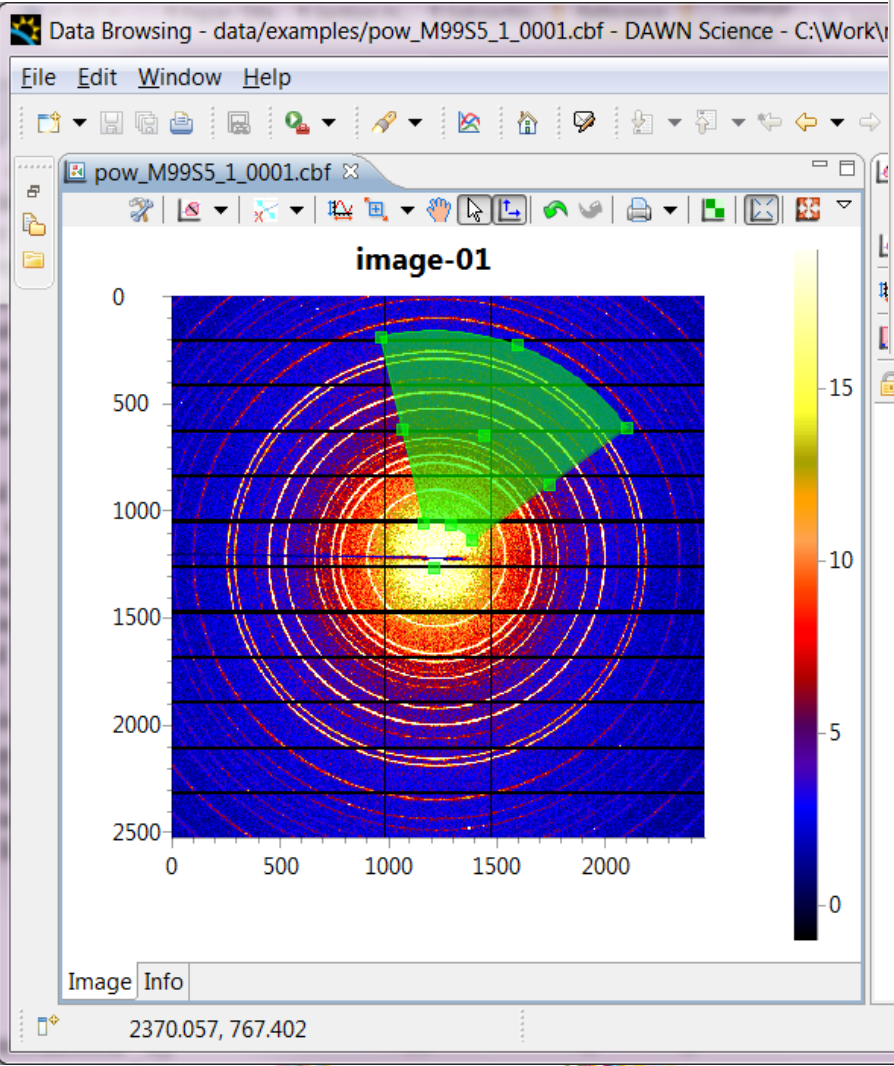 Data Browsing - data/examples/pow_M99S5_1_0001.cbf - DAWN Science - C:\Work\
File Edit Window Help
pow_M99S5_1_0001.cbf
image-01
0
500
1000
1500
2000
2500
0 500 1000 1500 2000
15
10
5
0
Image Info
2370.057, 767.402